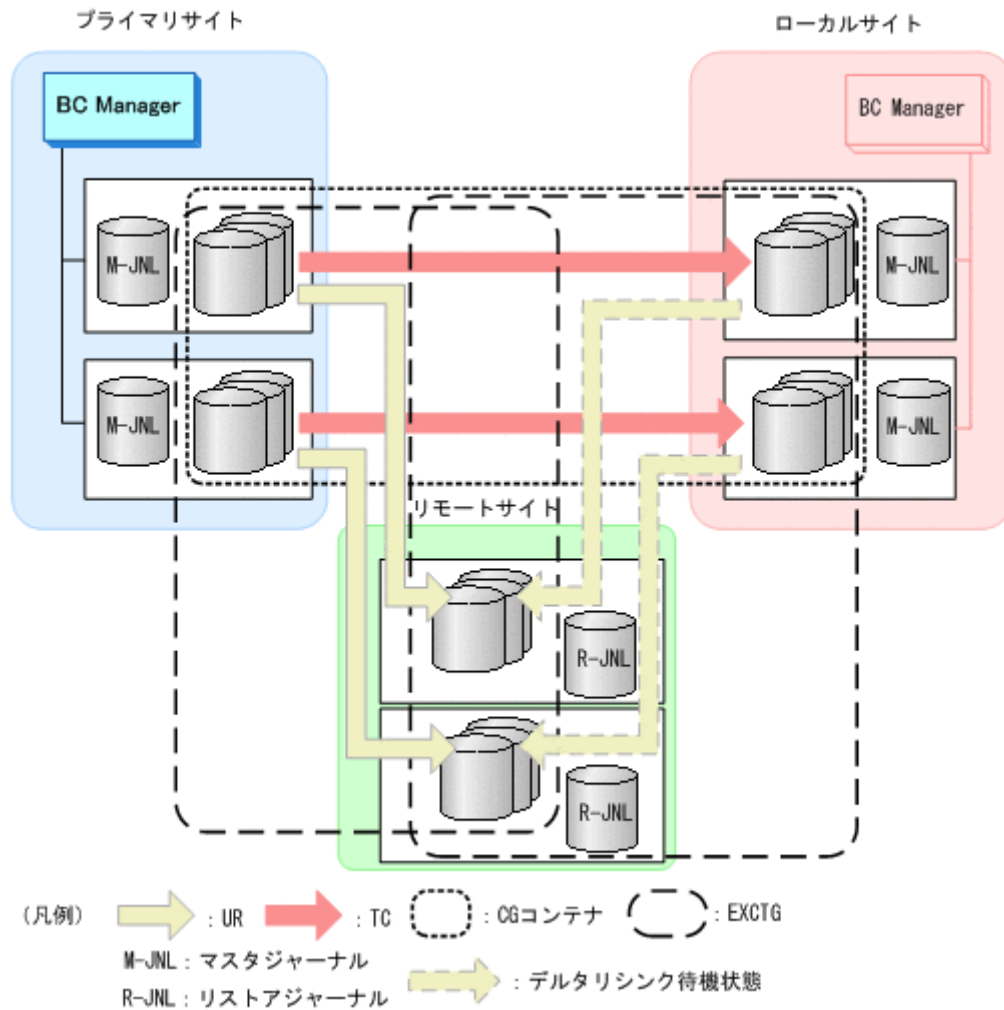 プライマリサイト
ローカルサイト
BC Manager
BC Manager
M-JNL
M-JNL
M-JNL
M-JNL
リモートサイト
R-JNL
R-JNL
(凡例)
: UR
: TC
: CGコンテナ
: EXCTG
M-JNL : マスタジャーナル
R-JNL : リストアジャーナル
: デルタリシンク待機状態